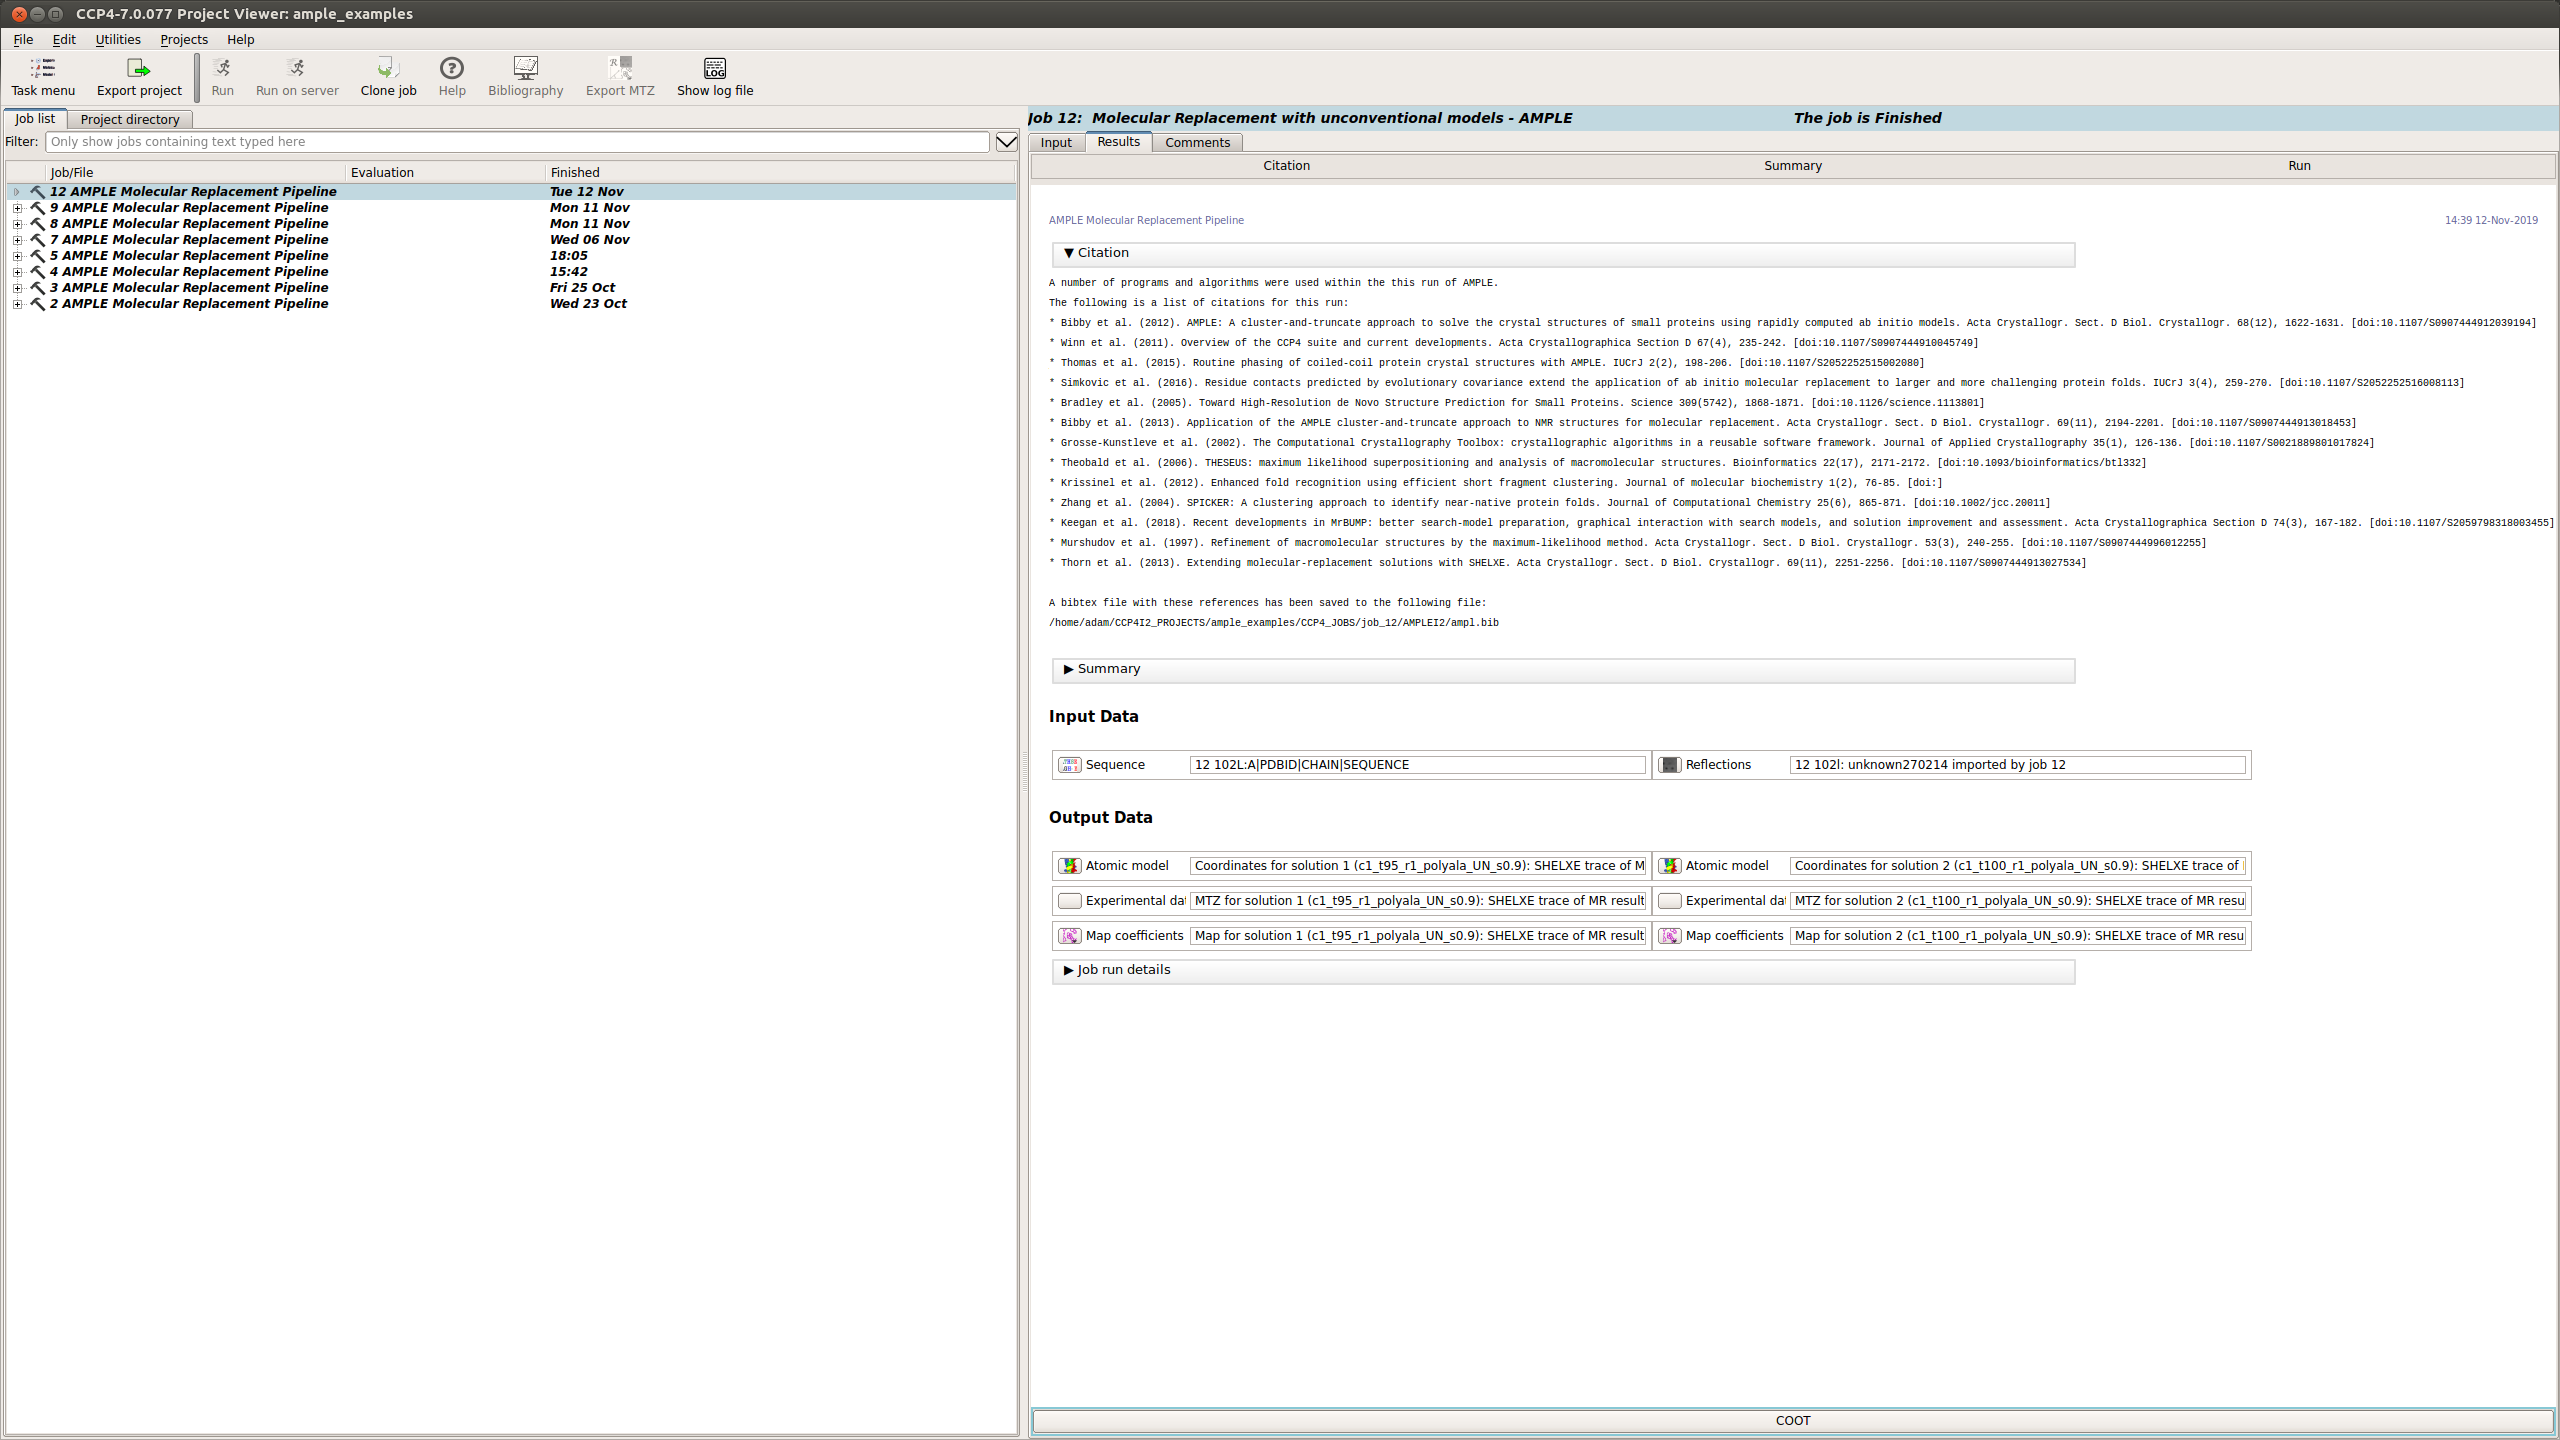 CCP4-7.0.077 Project Viewer: ample_examples
File Edit Utilities Projects Help
Task menu Export project Run Run on server Clone job Help Bibliography Export MTZ Show log file
Job list Project directory
Filter: Only show jobs containing text typed here
Job/File Evaluation Finished
12 AMPLE Molecular Replacement Pipeline Tue 12 Nov
9 AMPLE Molecular Replacement Pipeline Mon 11 Nov
8 AMPLE Molecular Replacement Pipeline Mon 11 Nov
7 AMPLE Molecular Replacement Pipeline Wed 06 Nov
5 AMPLE Molecular Replacement Pipeline 18:05
4 AMPLE Molecular Replacement Pipeline 15:42
3 AMPLE Molecular Replacement Pipeline Fri 25 Oct
2 AMPLE Molecular Replacement Pipeline Wed 23 Oct
Job 12: Molecular Replacement with unconventional models - AMPLE The job is Finished
Input Results Comments
Citation Summary Run
AMPLE Molecular Replacement Pipeline 14:39 12-Nov-2019
▼ Citation
A number of programs and algorithms were used within the this run of AMPLE.
The following is a list of citations for this run:
* Bibby et al. (2012). AMPLE: A cluster-and-truncate approach to solve the crystal structures of small proteins using rapidly computed ab initio models. Acta Crystallogr. Sect. D Biol. Crystallogr. 68(12), 1622-1631. [doi:10.1107/S0907444912039194]
* Winn et al. (2011). Overview of the CCP4 suite and current developments. Acta Crystallographica Section D 67(4), 235-242. [doi:10.1107/S0907444910045749]
* Thomas et al. (2015). Routine phasing of coiled-coil protein crystal structures with AMPLE. IUCrJ 2(2), 198-206. [doi:10.1107/S2052252515002080]
* Simkovic et al. (2016). Residue contacts predicted by evolutionary covariance extend the application of ab initio molecular replacement to larger and more challenging protein folds. IUCrJ 3(4), 259-270. [doi:10.1107/S2052252516008113]
* Bradley et al. (2005). Toward High-Resolution de Novo Structure Prediction for Small Proteins. Science 309(5742), 1868-1871. [doi:10.1126/science.1113801]
* Bibby et al. (2013). Application of the AMPLE cluster-and-truncate approach to NMR structures for molecular replacement. Acta Crystallogr. Sect. D Biol. Crystallogr. 69(11), 2194-2201. [doi:10.1107/S0907444913018453]
* Grosse-Kunstleve et al. (2002). The Computational Crystallography Toolbox: crystallographic algorithms in a reusable software framework. Journal of Applied Crystallography 35(1), 126-136. [doi:10.1107/S0021889801017824]
* Theobald et al. (2006). THESEUS: maximum likelihood superpositioning and analysis of macromolecular structures. Bioinformatics 22(17), 2171-2172. [doi:10.1093/bioinformatics/btl332]
* Krissinel et al. (2012). Enhanced fold recognition using efficient short fragment clustering. Journal of molecular biochemistry 1(2), 76-85. [doi:]
* Zhang et al. (2004). SPICKER: A clustering approach to identify near-native protein folds. Journal of Computational Chemistry 25(6), 865-871. [doi:10.1002/jcc.20011]
* Keegan et al. (2018). Recent developments in MrBUMP: better search-model preparation, graphical interaction with search models, and solution improvement and assessment. Acta Crystallographica Section D 74(3), 167-182. [doi:10.1107/S2059798318003455]
* Murshudov et al. (1997). Refinement of macromolecular structures by the maximum-likelihood method. Acta Crystallogr. Sect. D Biol. Crystallogr. 53(3), 240-255. [doi:10.1107/S0907444996012255]
* Thorn et al. (2013). Extending molecular-replacement solutions with SHELXE. Acta Crystallogr. Sect. D Biol. Crystallogr. 69(11), 2251-2256. [doi:10.1107/S0907444913027534]
A bibtex file with these references has been saved to the following file:
/home/adam/CCP4I2_PROJECTS/ample_examples/CCP4_JOBS/job_12/AMPLEI2/ampl.bib
▶ Summary
Input Data
Sequence 12 102L:A|PDBID|CHAIN|SEQUENCE Reflections 12 102l: unknown270214 imported by job 12
Output Data
Atomic model Coordinates for solution 1 (c1_t95_r1_polyala_UN_s0.9): SHELXE trace of M Atomic model Coordinates for solution 2 (c1_t100_r1_polyala_UN_s0.9): SHELXE trace of
Experimental dat MTZ for solution 1 (c1_t95_r1_polyala_UN_s0.9): SHELXE trace of MR result Experimental dat MTZ for solution 2 (c1_t100_r1_polyala_UN_s0.9): SHELXE trace of MR resu
Map coefficients Map for solution 1 (c1_t95_r1_polyala_UN_s0.9): SHELXE trace of MR result Map coefficients Map for solution 2 (c1_t100_r1_polyala_UN_s0.9): SHELXE trace of MR resu
▶ Job run details
COOT